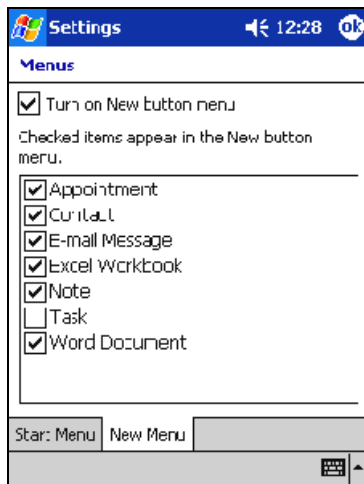 Settings 12:28 ok
Menus
Turn on New button menu
Checked items appear in the New button
menu.
Appointment
Contact
E-mail Message
Excel Workbook
Note
Task
Word Document
Start Menu New Menu